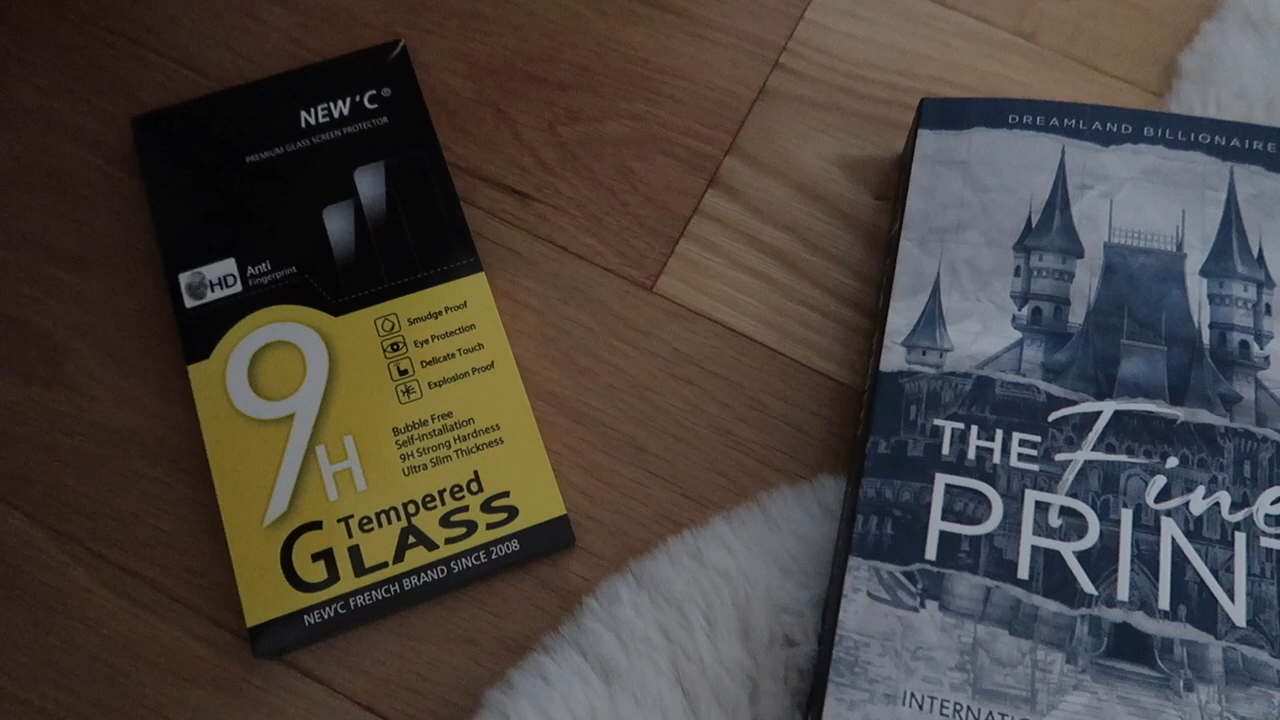 NEW'C®
PREMIUM GLASS SCREEN PROTECTOR
HD
Anti
Fingerprint
9H
Smudge Proof
Eye Protection
Delicate Touch
Explosion Proof
Bubble Free
Self-installation
9H Strong Hardness
Ultra Slim Thickness
Tempered
GLASS
NEW'C FRENCH BRAND SINCE 2008
DREAMLAND BILLIONAIRE
THE Fine
PRIN
INTERNATIO